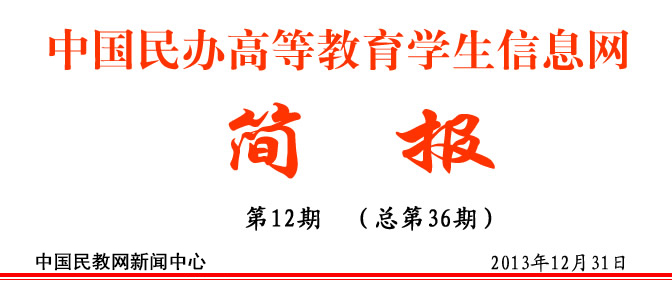 中国民办高等教育学生信息网
简 报
第12期 （总第36期）
中国民教网新闻中心 2013年12月31日